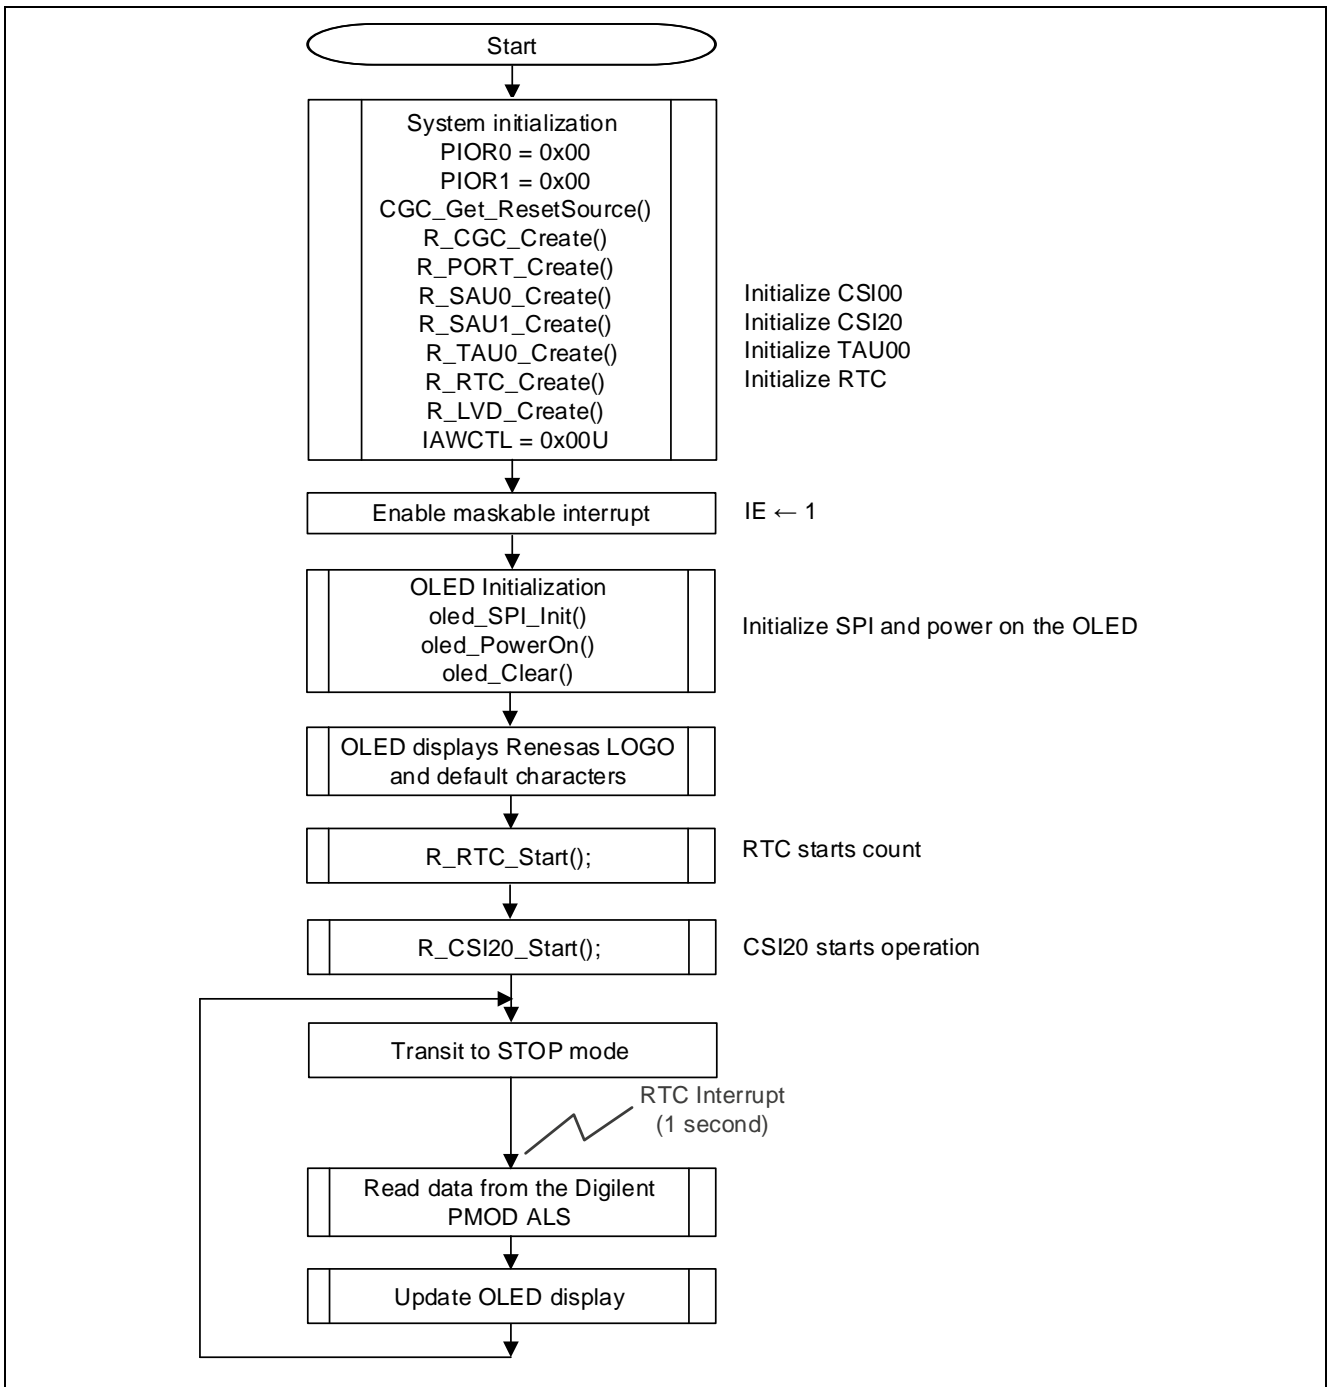 Start
System initialization
PIOR0 = 0x00
PIOR1 = 0x00
CGC_Get_ResetSource()
R_CGC_Create()
R_PORT_Create()
R_SAU0_Create()
Initialize CSI00
R_SAU1_Create()
Initialize CSI20
R_TAU0_Create()
Initialize TAU00
R_RTC_Create()
Initialize RTC
R_LVD_Create()
IAWCTL = 0x00U
Enable maskable interrupt
IE ← 1
OLED Initialization
oled_SPI_Init()
oled_PowerOn()
oled_Clear()
Initialize SPI and power on the OLED
OLED displays Renesas LOGO
and default characters
R_RTC_Start();
RTC starts count
R_CSI20_Start();
CSI20 starts operation
Transit to STOP mode
RTC Interrupt
(1 second)
Read data from the Digilent
PMOD ALS
Update OLED display